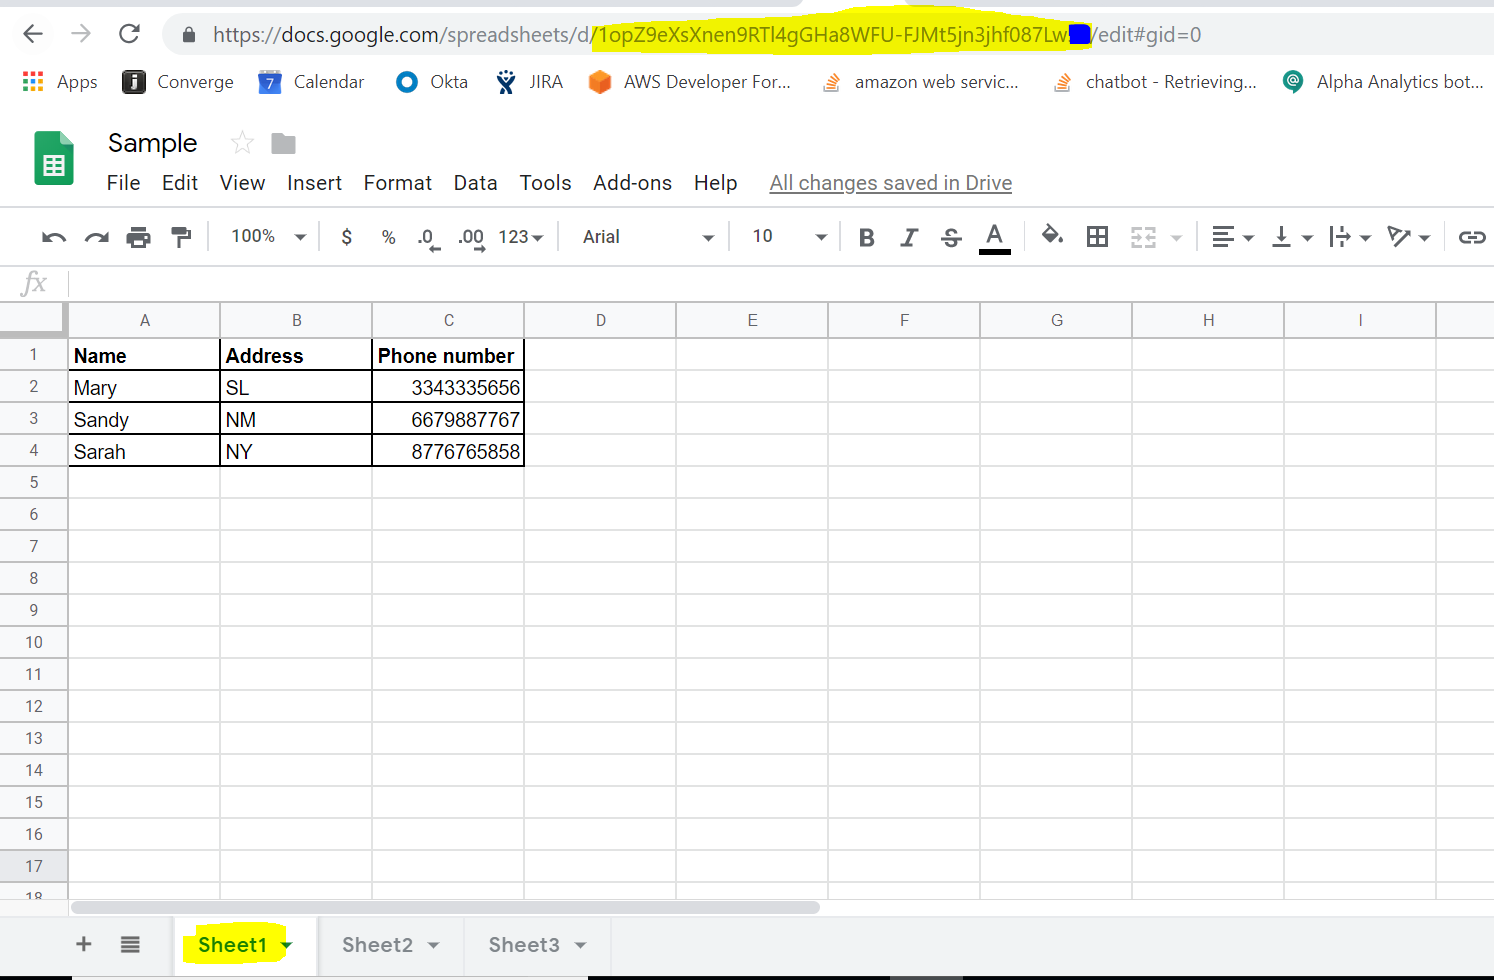 https://docs.google.com/spreadsheets/d/1opZ9eXsXnen9RTl4gGHa8WFU-FJMt5jn3jhf087Lw /edit#gid=0
Apps Converge 7 Calendar Okta JIRA AWS Developer For... amazon web servic... chatbot - Retrieving... Alpha Analytics bot...
Sample
File Edit View Insert Format Data Tools Add-ons Help All changes saved in Drive
100% $ % .0 .00 123 Arial 10 B I S A
fx
A B C D E F G H I
1 Name Address Phone number
2 Mary SL 3343335656
3 Sandy NM 6679887767
4 Sarah NY 8776765858
5
6
7
8
9
10
11
12
13
14
15
16
17
18
+ Sheet1 Sheet2 Sheet3